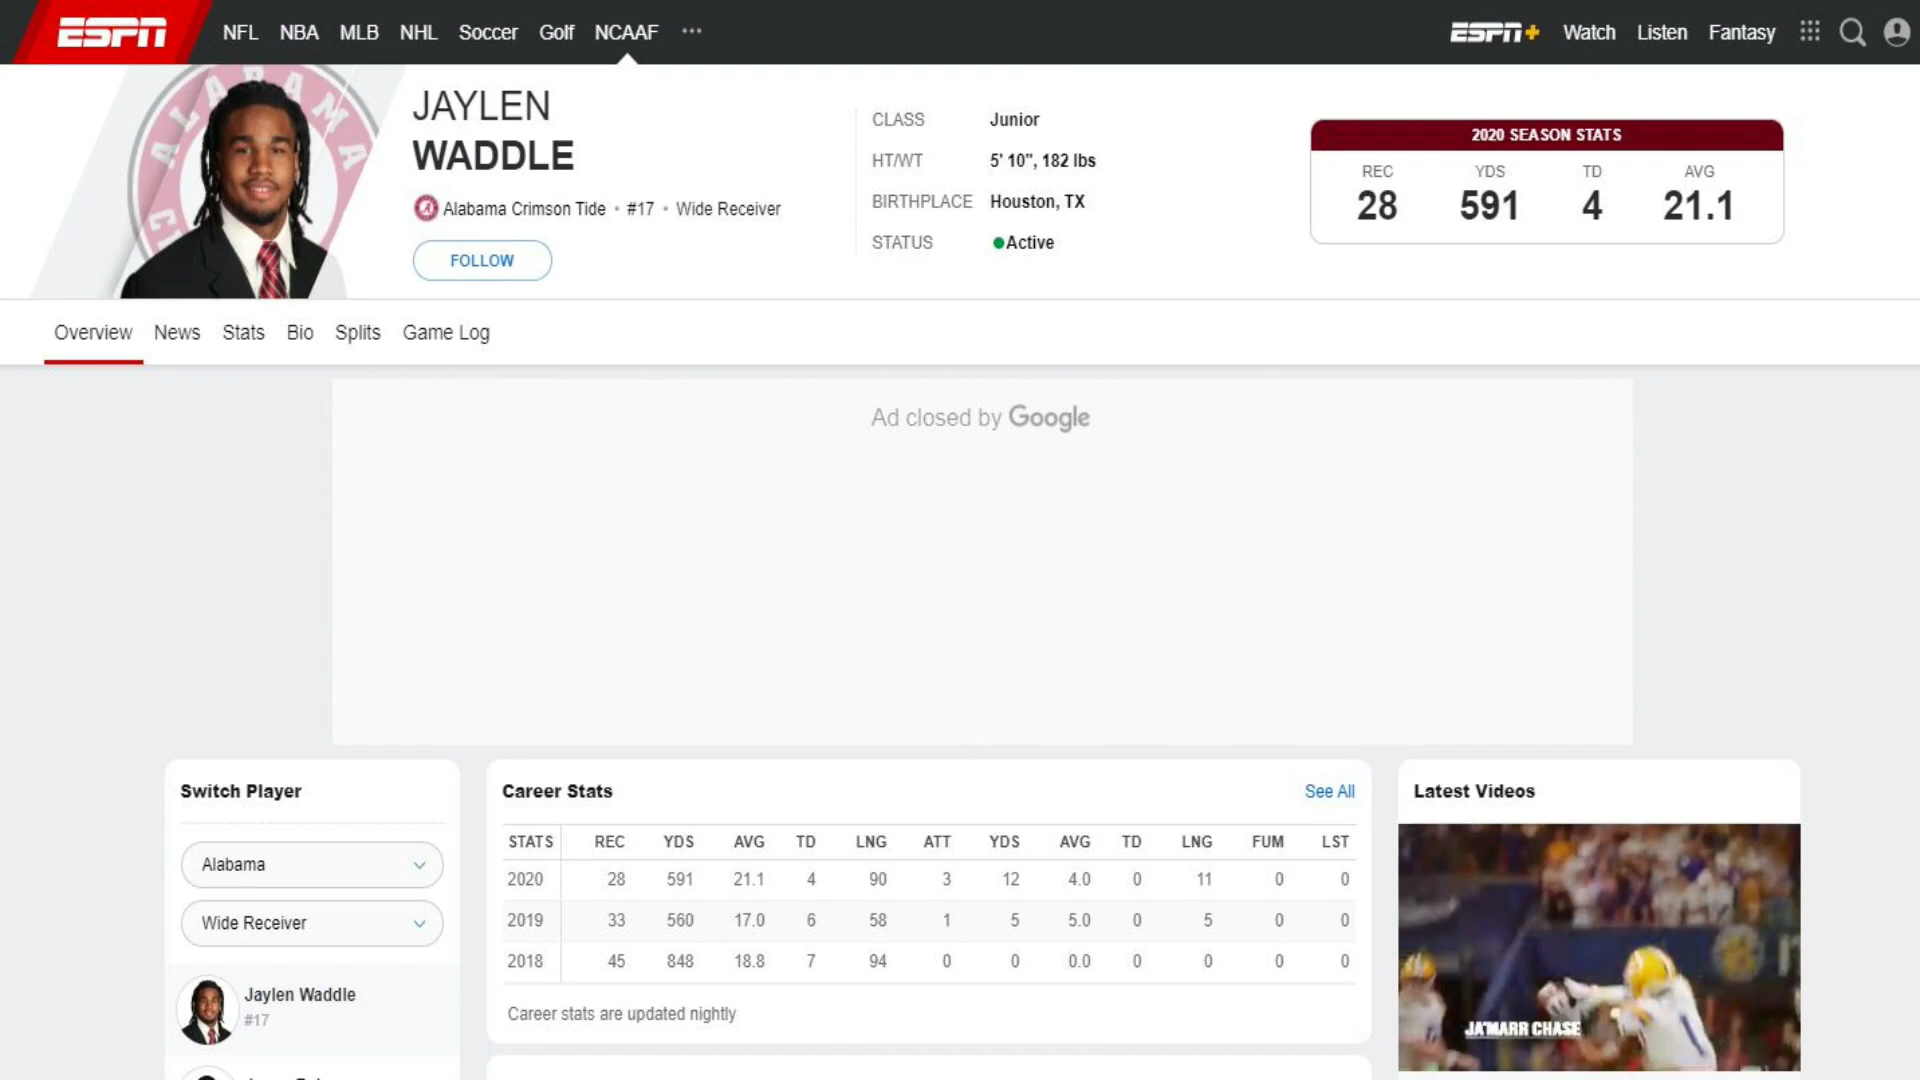 ESPN NFL NBA MLB NHL Soccer Golf NCAAF ... ESPN+ Watch Listen Fantasy
ALABAMA
JAYLEN
WADDLE
Alabama Crimson Tide • #17 • Wide Receiver
FOLLOW
CLASS Junior
HT/WT 5' 10", 182 lbs
BIRTHPLACE Houston, TX
STATUS Active
2020 SEASON STATS
REC YDS TD AVG
28 591 4 21.1
Overview News Stats Bio Splits Game Log
Ad closed by Google
Switch Player
Alabama
Wide Receiver
Jaylen Waddle
#17
Career Stats See All
STATS REC YDS AVG TD LNG ATT YDS AVG TD LNG FUM LST
2020 28 591 21.1 4 90 3 12 4.0 0 11 0 0
2019 33 560 17.0 6 58 1 5 5.0 0 5 0 0
2018 45 848 18.8 7 94 0 0 0.0 0 0 0 0
Career stats are updated nightly
Latest Videos
JA'MARR CHASE
1